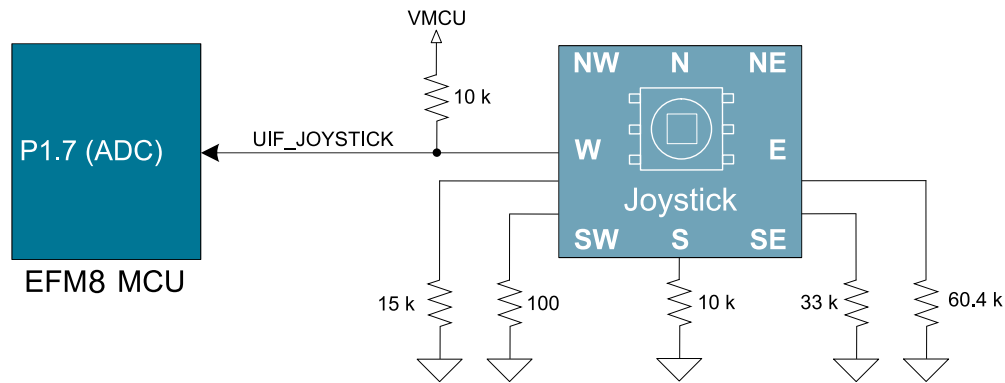 VMCU
NW N NE
10 k
UIF_JOYSTICK
P1.7 (ADC)
W E
Joystick
SW S SE
EFM8 MCU
15 k 100 10 k 33 k 60.4 k